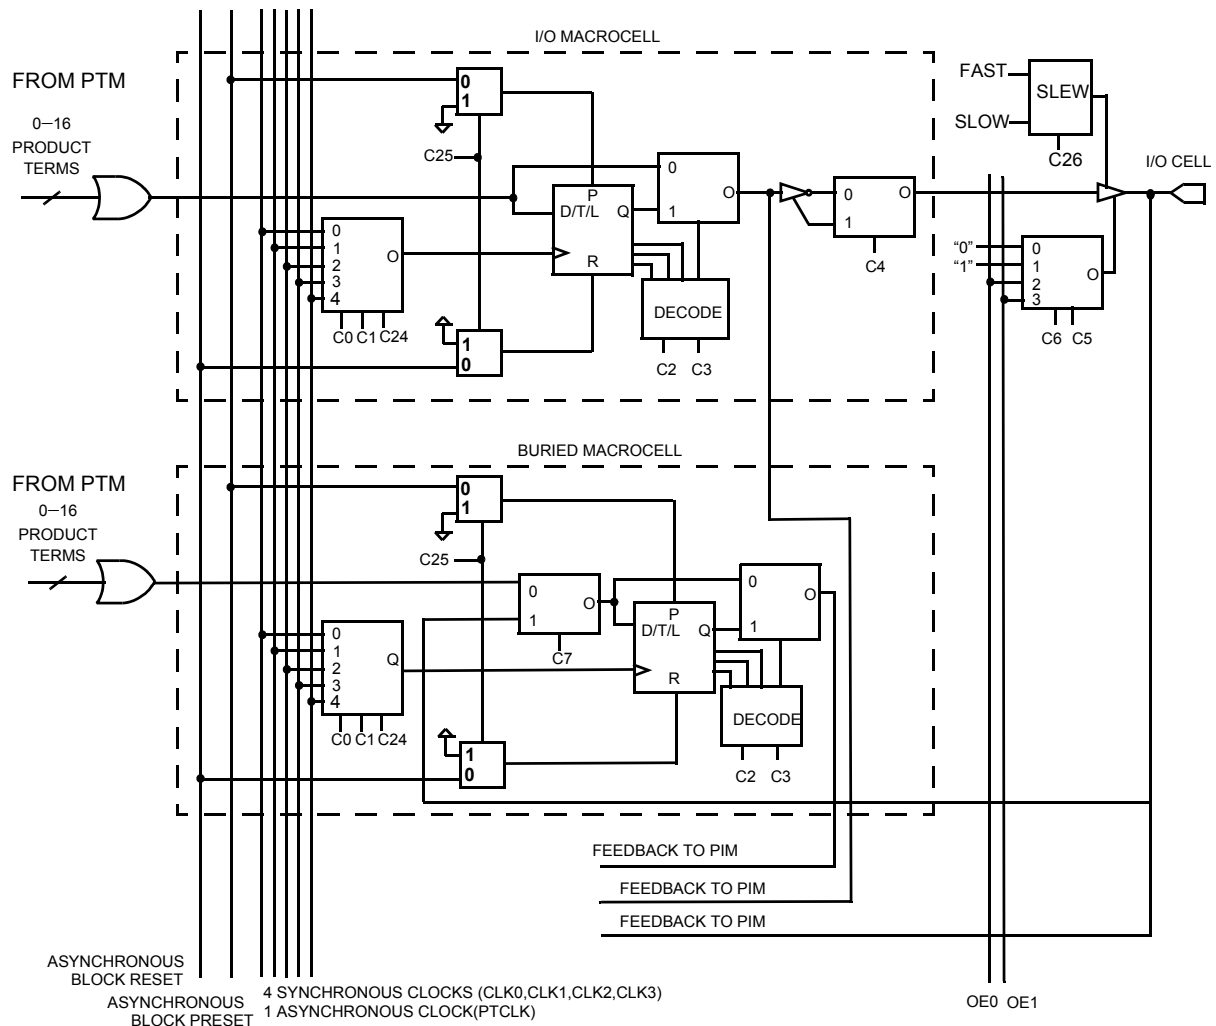 I/O MACROCELL
FROM PTM
0–16
PRODUCT
TERMS
0
1
C25
FAST
SLOW
SLEW
C26
I/O CELL
0
1
O
P
D/T/L
Q
R
0
1
O
C4
0
1
2
3
4
O
C0 C1 C24
"0"
"1"
0
1
2
3
O
C6 C5
DECODE
C2 C3
1
0
BURIED MACROCELL
FROM PTM
0–16
PRODUCT
TERMS
0
1
C25
0
1
O
C7
0
1
O
P
D/T/L
Q
R
0
1
2
3
4
Q
C0 C1 C24
DECODE
C2 C3
1
0
FEEDBACK TO PIM
FEEDBACK TO PIM
FEEDBACK TO PIM
ASYNCHRONOUS
BLOCK RESET
ASYNCHRONOUS
BLOCK PRESET
4 SYNCHRONOUS CLOCKS (CLK0,CLK1,CLK2,CLK3)
1 ASYNCHRONOUS CLOCK(PTCLK)
OE0 OE1